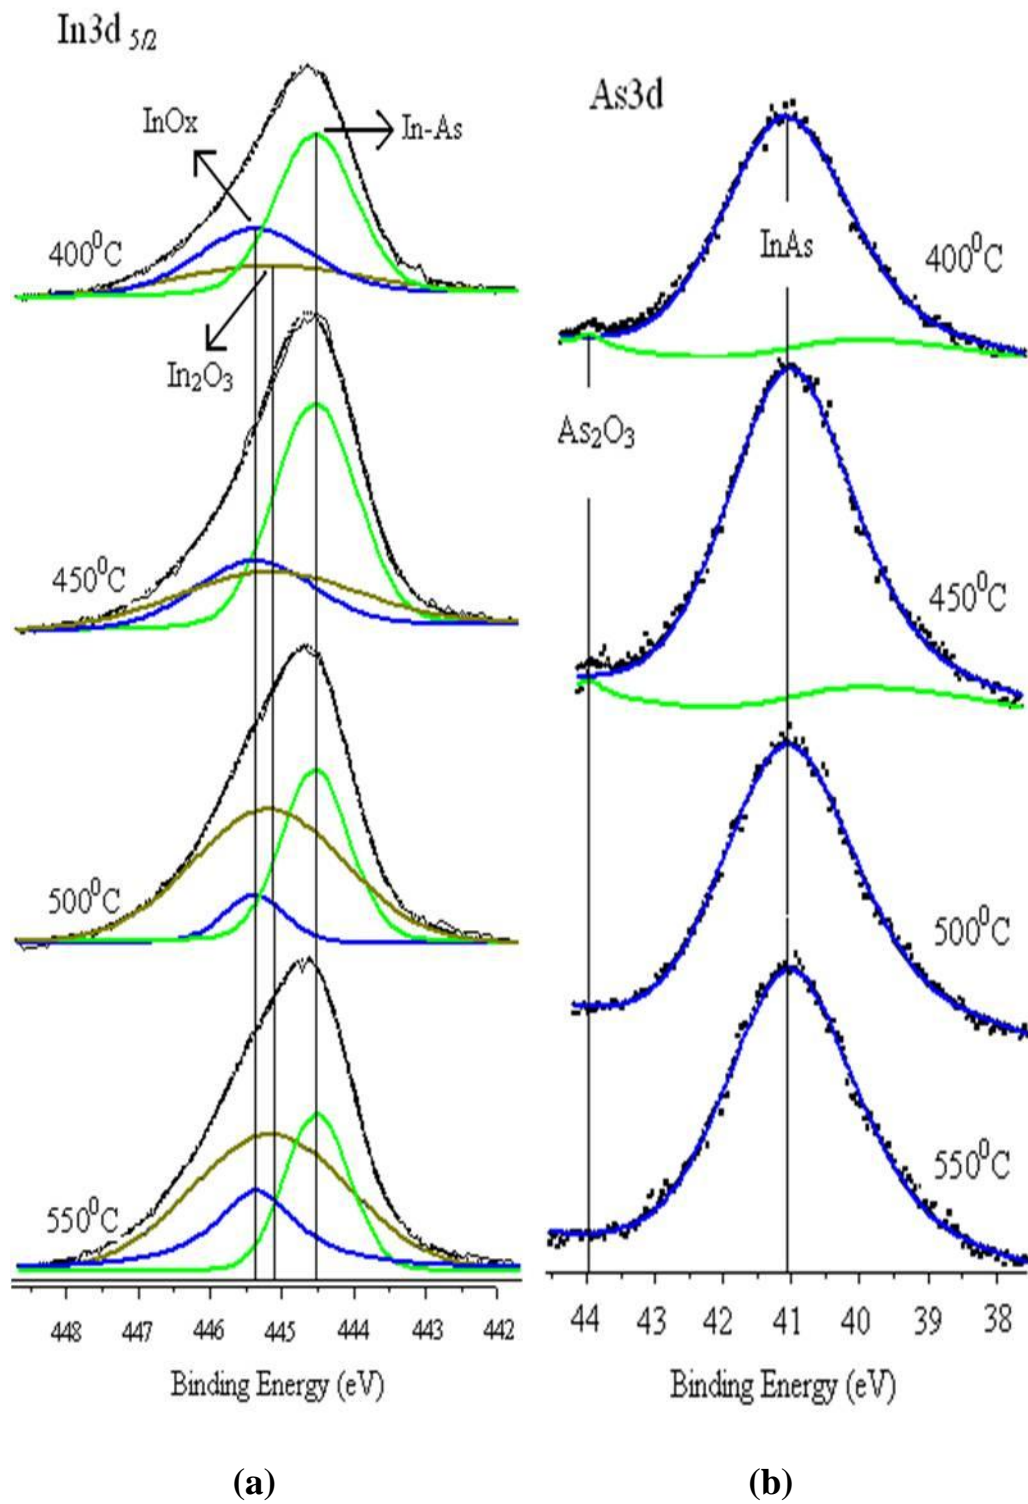 In3d 5/2
InOx
In-As
400⁰C
In₂O₃
450⁰C
500⁰C
550⁰C
448 447 446 445 444 443 442
Binding Energy (eV)
(a)
As3d
InAs
400⁰C
As₂O₃
450⁰C
500⁰C
550⁰C
44 43 42 41 40 39 38
Binding Energy (eV)
(b)